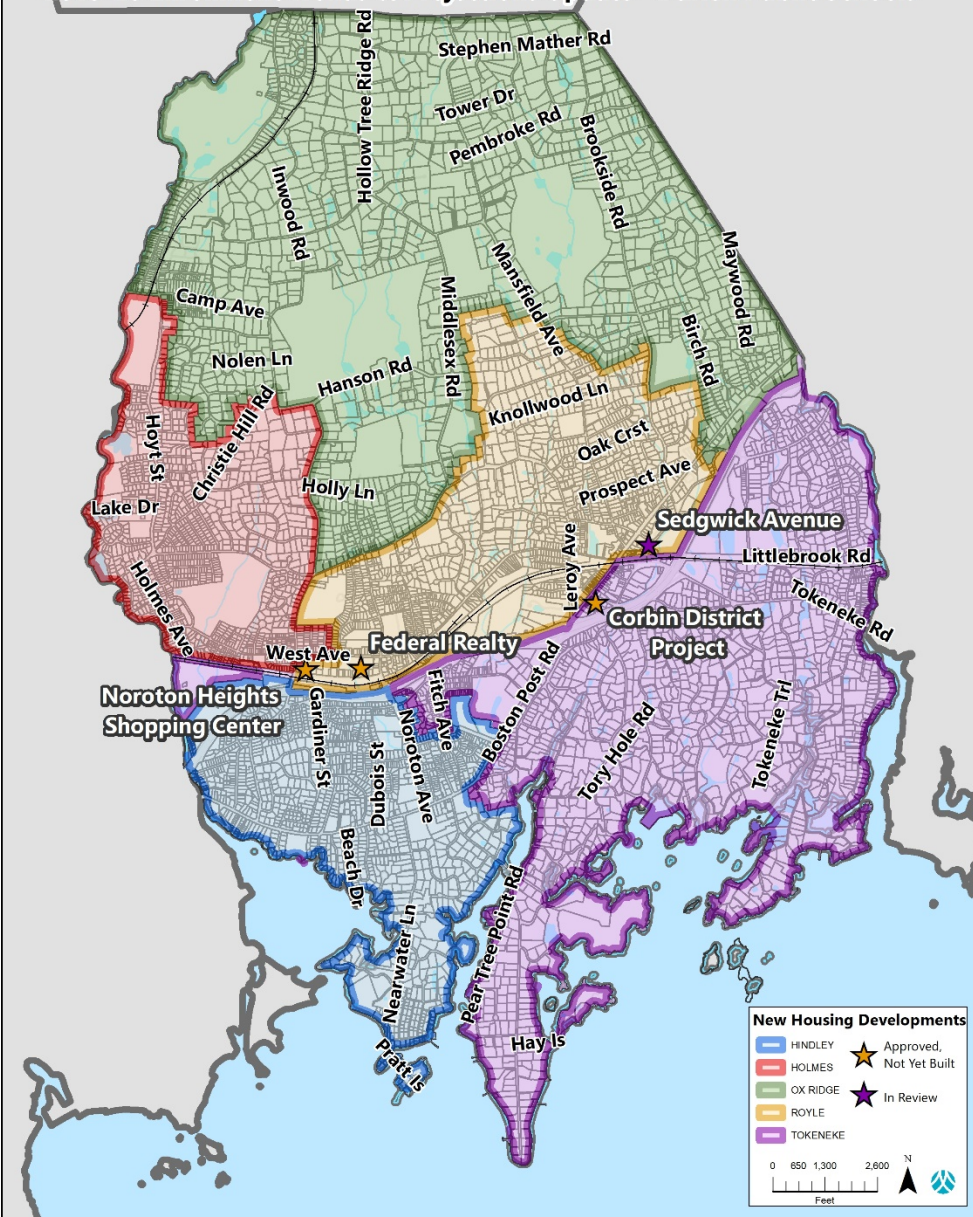 Hollow Tree Ridge Rd
Stephen Mather Rd
Tower Dr
Pembroke Rd
Brookside Rd
Inwood Rd
Mansfield Ave
Maywood Rd
Camp Ave
Middlesex Rd
Birch Rd
Nolen Ln
Hanson Rd
Knollwood Ln
Christie Hill Rd
Hoyt St
Oak Crst
Prospect Ave
Holly Ln
Lake Dr
Sedgwick Avenue
Leroy Ave
Littlebrook Rd
Holmes Ave
Tokeneke Rd
Corbin District
Project
Federal Realty
West Ave
Noroton Heights
Shopping Center
Gardiner St
Fitch Ave
Boston Post Rd
Noroton Ave
Dubois St
Tory Hole Rd
Tokeneke Trl
Beach Dr
Nearwater Ln
Pear Tree Point Rd
Pratt Is
Hay Is
New Housing Developments
HINDLEY
HOLMES
OX RIDGE
ROYLE
TOKENEKE
Approved,
Not Yet Built
In Review
0 650 1,300 2,600
Feet
N